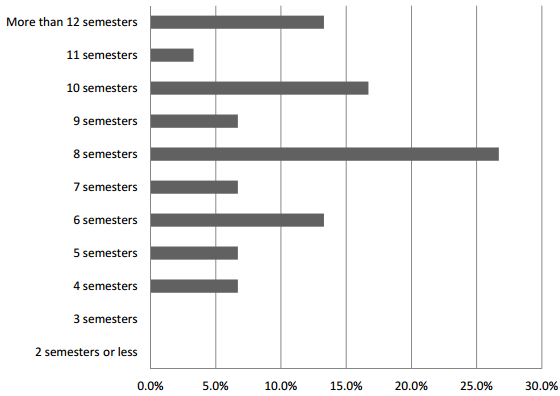 More than 12 semesters
11 semesters
10 semesters
9 semesters
8 semesters
7 semesters
6 semesters
5 semesters
4 semesters
3 semesters
2 semesters or less
0.0% 5.0% 10.0% 15.0% 20.0% 25.0% 30.0%